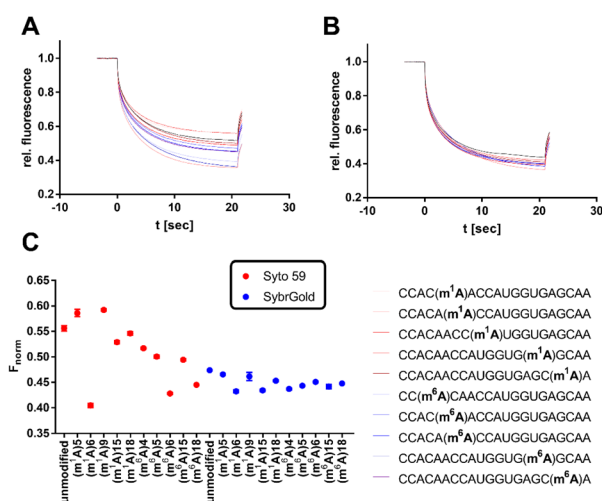 A
B
rel. fluorescence
1.0
0.8
0.6
0.4
0.2
-10
0
10
20
30
t [sec]
rel. fluorescence
1.0
0.8
0.6
0.4
0.2
-10
0
10
20
30
t [sec]
C
Syto 59
SybrGold
Fnorm
0.65
0.60
0.55
0.50
0.45
0.40
0.35
unmodified
(m¹A)5
(m¹A)6
(m¹A)9
(m¹A)15
(m¹A)18
(m⁶A)4
(m⁶A)5
(m⁶A)6
(m⁶A)15
(m⁶A)18
unmodified
(m¹A)5
(m¹A)6
(m¹A)9
(m¹A)15
(m¹A)18
(m⁶A)4
(m⁶A)5
(m⁶A)6
(m⁶A)15
(m⁶A)18
CCAC(m¹A)ACCAUGGUGAGCAA
CCACA(m¹A)CCAUGGUGAGCAA
CCACAACC(m¹A)UGGUGAGCAA
CCACAACCAUGGUG(m¹A)GCAA
CCACAACCAUGGUGAGC(m¹A)A
CC(m⁶A)CAACCAUGGUGAGCAA
CCAC(m⁶A)ACCAUGGUGAGCAA
CCACA(m⁶A)CCAUGGUGAGCAA
CCACAACCAUGGUG(m⁶A)GCAA
CCACAACCAUGGUGAGC(m⁶A)A